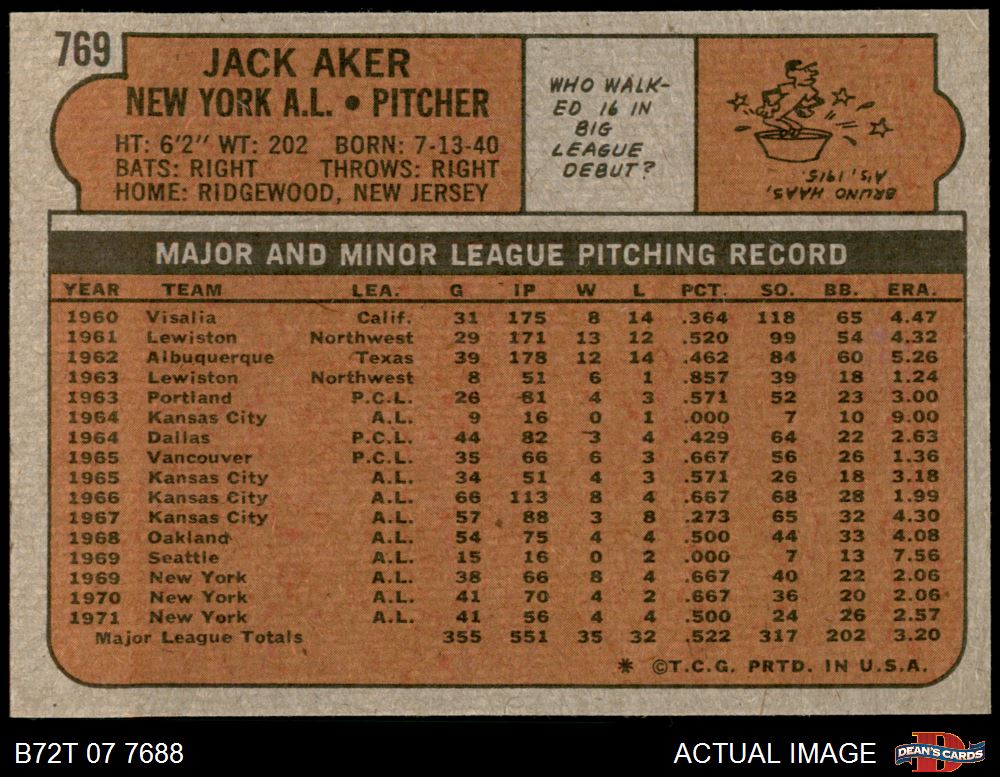 769
JACK AKER
NEW YORK A.L. • PITCHER
HT: 6'2" WT: 202 BORN: 7-13-40
BATS: RIGHT THROWS: RIGHT
HOME: RIDGEWOOD, NEW JERSEY
WHO WALK-
ED 16 IN
BIG
LEAGUE
DEBUT?
BRUNO HAAS,
A'S, 1915.
MAJOR AND MINOR LEAGUE PITCHING RECORD
YEAR TEAM LEA. G IP W L PCT. SO. BB. ERA.
1960 Visalia Calif. 31 175 8 14 .364 118 65 4.47
1961 Lewiston Northwest 29 171 13 12 .520 99 54 4.32
1962 Albuquerque Texas 39 178 12 14 .462 84 60 5.26
1963 Lewiston Northwest 8 51 6 1 .857 39 18 1.24
1963 Portland P.C.L. 26 81 4 3 .571 52 23 3.00
1964 Kansas City A.L. 9 16 0 1 .000 7 10 9.00
1964 Dallas P.C.L. 44 82 3 4 .429 64 22 2.63
1965 Vancouver P.C.L. 35 66 6 3 .667 56 26 1.36
1965 Kansas City A.L. 34 51 4 3 .571 26 18 3.18
1966 Kansas City A.L. 66 113 8 4 .667 68 28 1.99
1967 Kansas City A.L. 57 88 3 8 .273 65 32 4.30
1968 Oakland A.L. 54 75 4 4 .500 44 33 4.08
1969 Seattle A.L. 15 16 0 2 .000 7 13 7.56
1969 New York A.L. 38 66 8 4 .667 40 22 2.06
1970 New York A.L. 41 70 4 2 .667 36 20 2.06
1971 New York A.L. 41 56 4 4 .500 24 26 2.57
Major League Totals 355 551 35 32 .522 317 202 3.20
* ©T.C.G. PRTD. IN U.S.A.
B72T 07 7688
ACTUAL IMAGE
D
DEAN'S CARDS